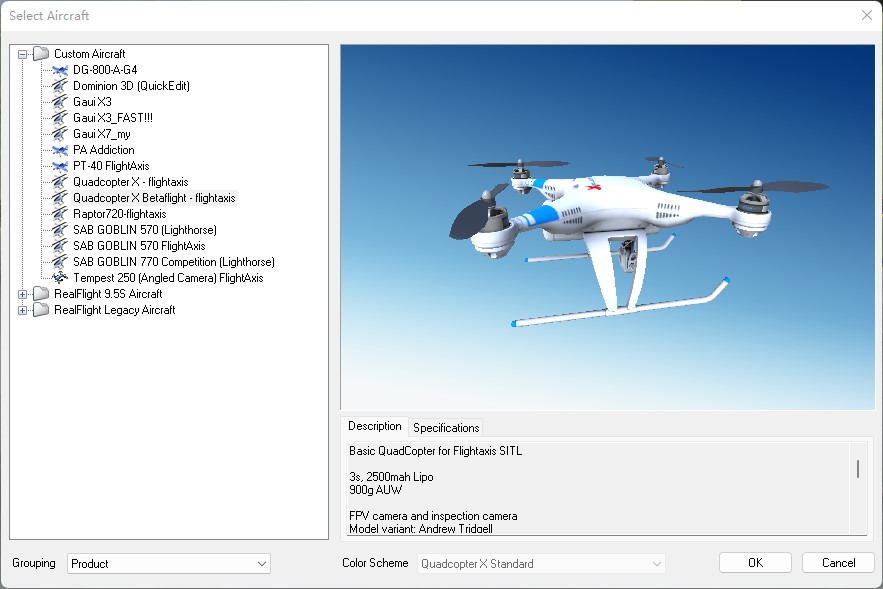 Select Aircraft
Custom Aircraft
DG-800-A-G4
Dominion 3D (QuickEdit)
Gaui X3
Gaui X3_FAST!!!
Gaui X7_my
PA Addiction
PT-40 FlightAxis
Quadcopter X - flightaxis
Quadcopter X Betaflight - flightaxis
Raptor720-flightaxis
SAB GOBLIN 570 (Lighthorse)
SAB GOBLIN 570 FlightAxis
SAB GOBLIN 770 Competition (Lighthorse)
Tempest 250 (Angled Camera) FlightAxis
RealFlight 9.5S Aircraft
RealFlight Legacy Aircraft
Description Specifications
Basic QuadCopter for Flightaxis SITL
3s, 2500mah Lipo
900g AUW
FPV camera and inspection camera
Model variant: Andrew Tridgell
Grouping Product Color Scheme Quadcopter X Standard OK Cancel